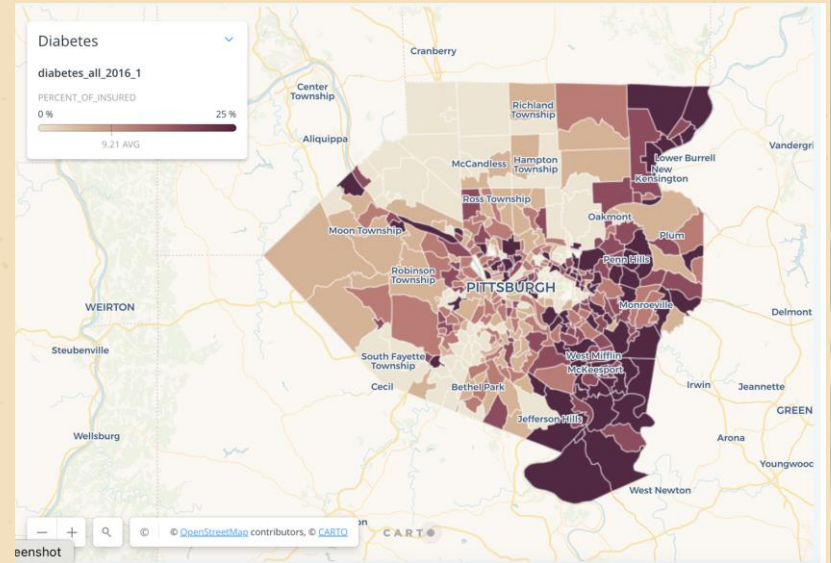 Diabetes
diabetes_all_2016_1
PERCENT_OF_INSURED
0 % 25 %
9.21 AVG
Cranberry
Center
Township
Richland
Township
Aliquippa
Vandergri
McCandless
Hampton
Township
Lower Burrell
New
Kensington
Ross Township
Oakmont
Moon Township
Plum
Penn Hills
Robinson
Township
PITTSBURGH
WEIRTON
Monroeville
Delmont
Steubenville
South Fayette
Township
West Mifflin
McKeesport
Cecil
Bethel Park
Irwin
Jeannette
Jefferson Hills
GREEN
Wellsburg
Arona
Youngwooc
West Newton
on
© © OpenStreetMap contributors, © CARTO
CARTO
eenshot